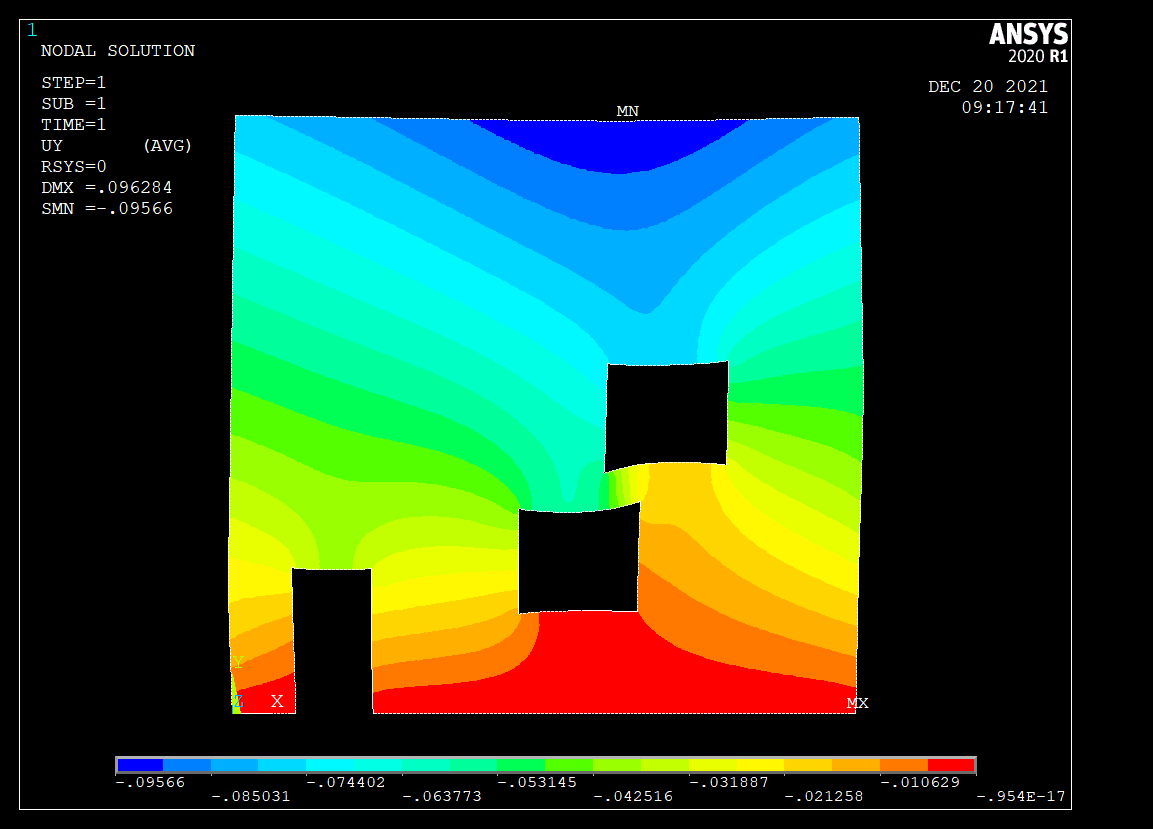 1
ANSYS
2020 R1
NODAL SOLUTION
STEP=1
SUB =1
TIME=1
UY (AVG)
RSYS=0
DMX =.096284
SMN =-.09566
DEC 20 2021
09:17:41
MN
Y
Z X
MX
-.09566 -.074402 -.053145 -.031887 -.010629
-.085031 -.063773 -.042516 -.021258 -.954E-17